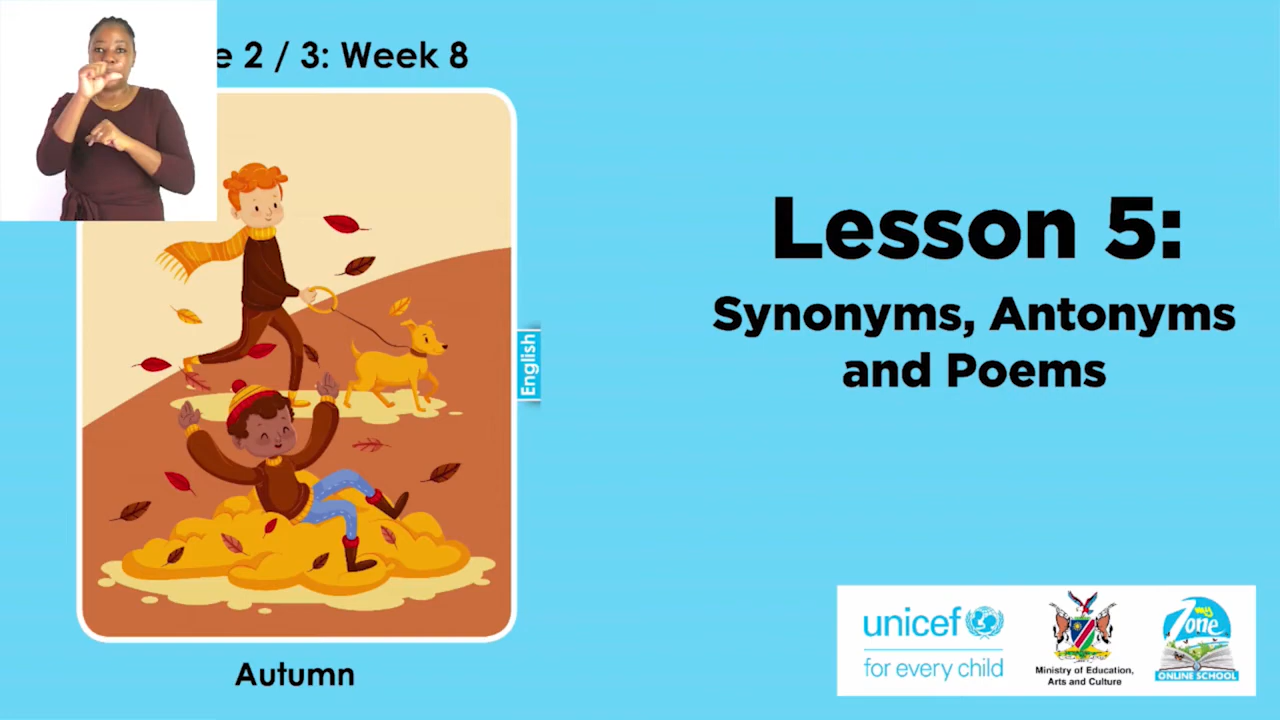 2 / 3: Week 8
English
Autumn
Lesson 5:
Synonyms, Antonyms
and Poems
unicef
for every child
Ministry of Education,
Arts and Culture
my
Zone
ONLINE SCHOOL